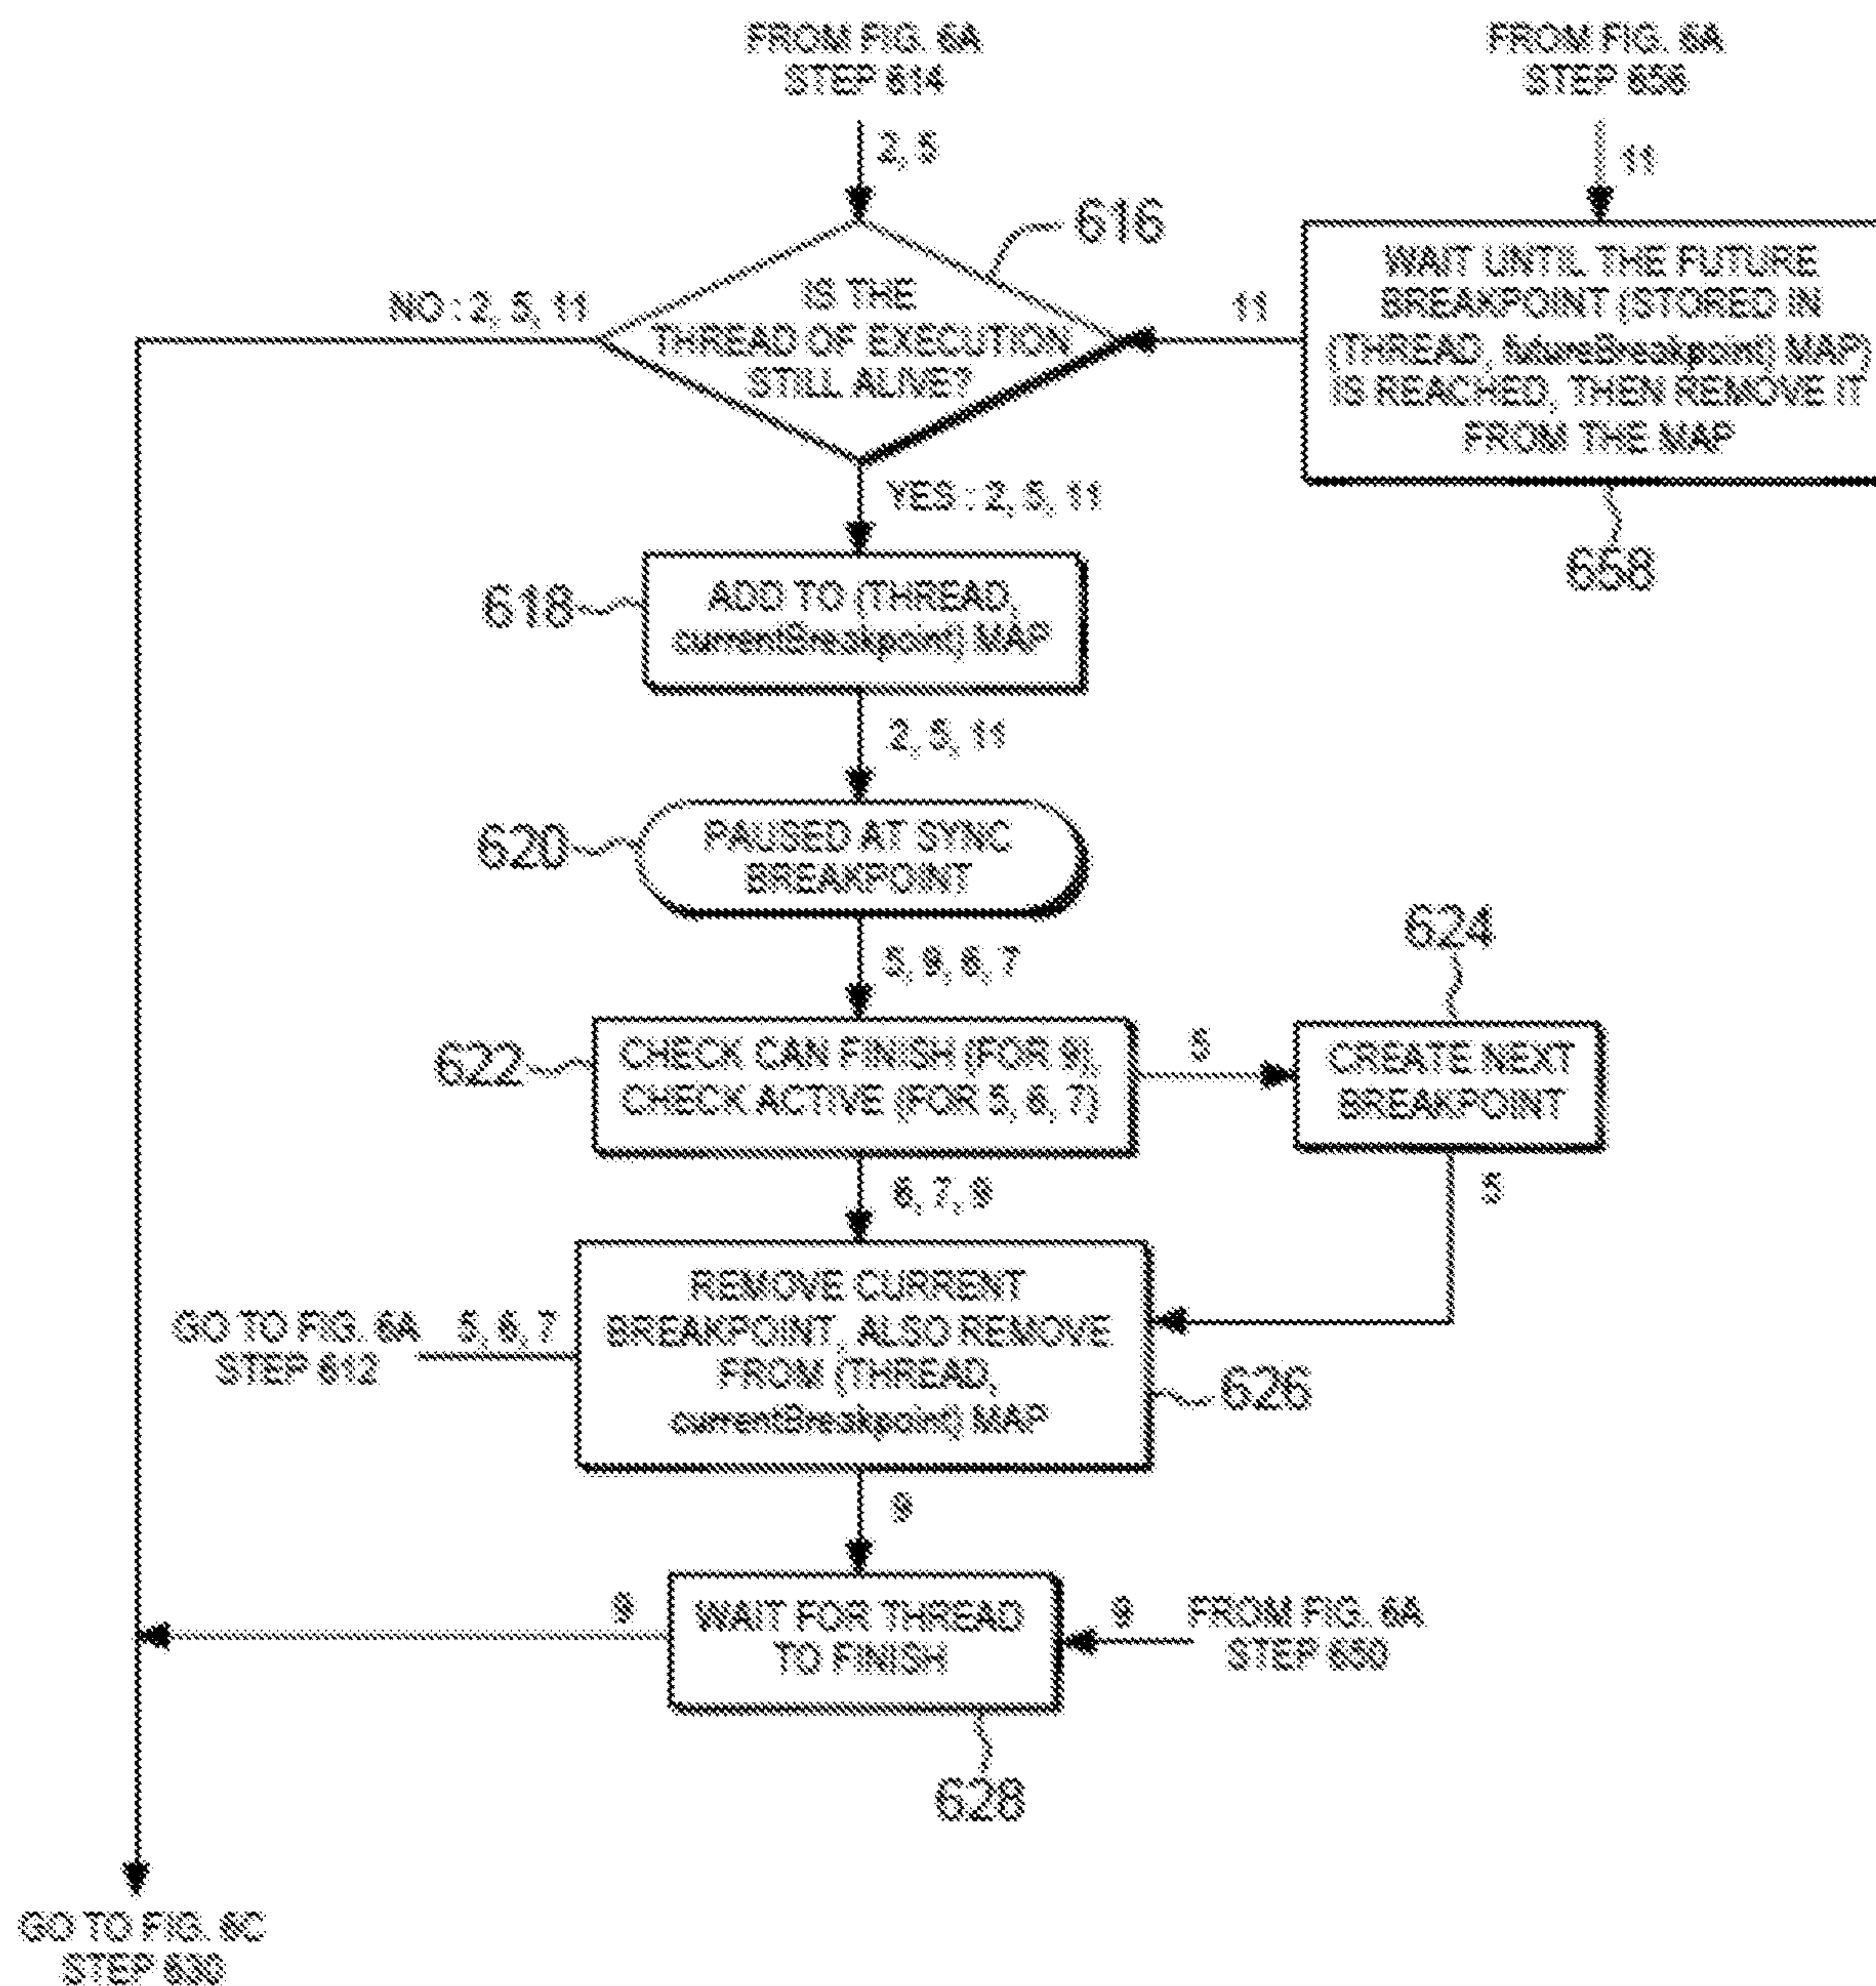 FROM FIG. 6A
STEP 614
FROM FIG. 6A
STEP 656
2, 5
11
616
WAIT UNTIL THE FUTURE
BREAKPOINT (STORED IN
(THREAD, futureBreakpoint) MAP)
IS REACHED, THEN REMOVE IT
FROM THE MAP
658
IS THE
THREAD OF EXECUTION
STILL ALIVE?
NO : 2, 5, 11
11
YES : 2, 5, 11
618
ADD TO (THREAD,
currentBreakpoint) MAP
2, 5, 11
620
PAUSED AT SYNC
BREAKPOINT
5, 9, 6, 7
624
622
CHECK CAN FINISH (FOR 9),
CHECK ACTIVE (FOR 5, 6, 7)
5
CREATE NEXT
BREAKPOINT
6, 7, 9
5
GO TO FIG. 6A
STEP 612
5, 6, 7
REMOVE CURRENT
BREAKPOINT, ALSO REMOVE
FROM (THREAD,
currentBreakpoint) MAP
626
9
9
WAIT FOR THREAD
TO FINISH
9
FROM FIG. 6A
STEP 650
628
GO TO FIG. 6C
STEP 630